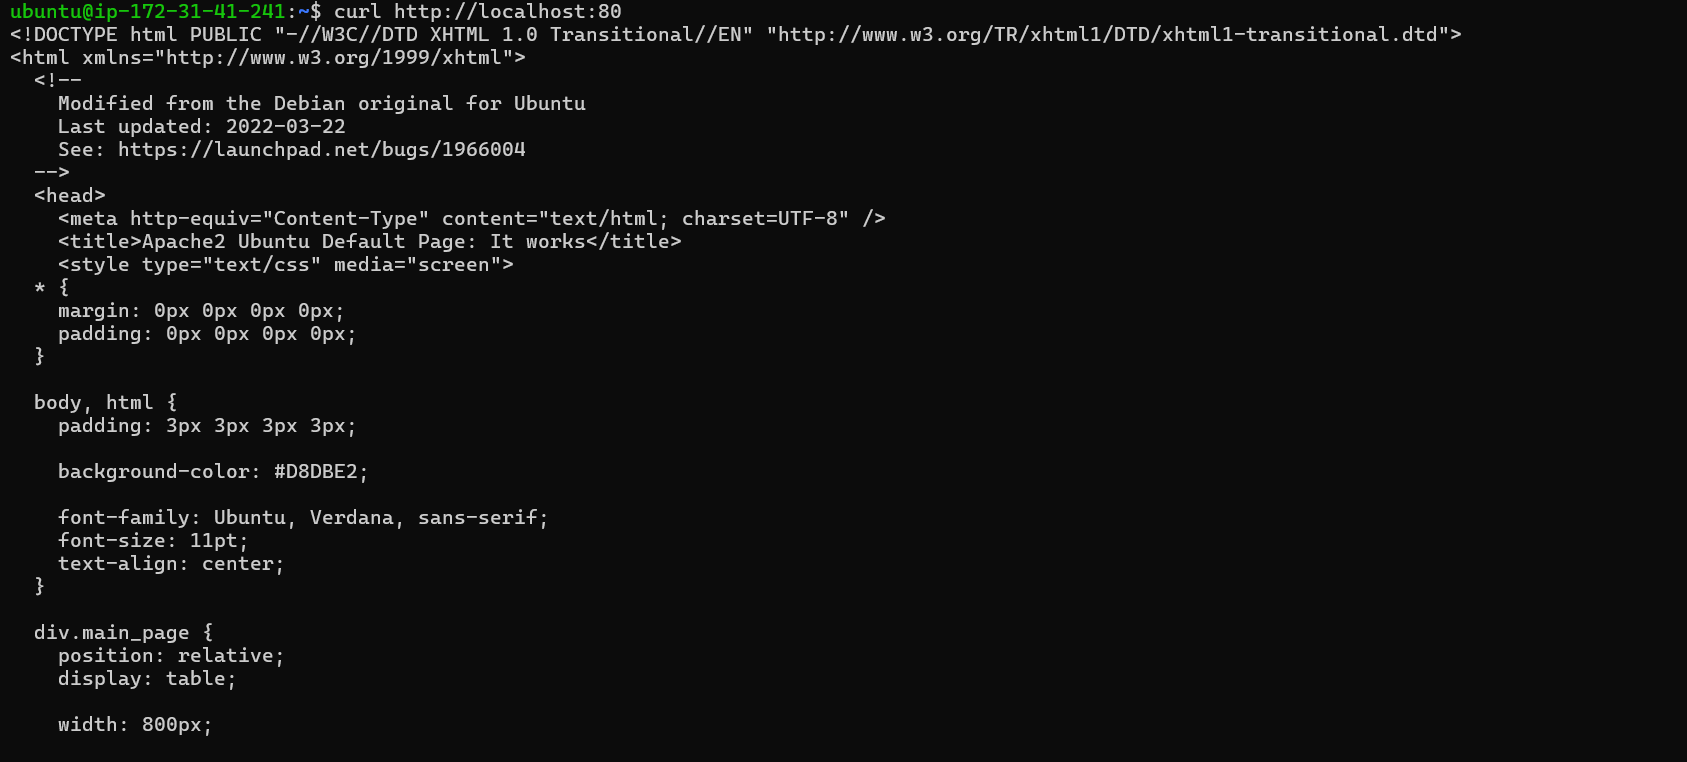 ubuntu@ip-172-31-41-241:~$ curl http://localhost:80
<!DOCTYPE html PUBLIC "-//W3C//DTD XHTML 1.0 Transitional//EN" "http://www.w3.org/TR/xhtml1/DTD/xhtml1-transitional.dtd">
<html xmlns="http://www.w3.org/1999/xhtml">
  <!--
    Modified from the Debian original for Ubuntu
    Last updated: 2022-03-22
    See: https://launchpad.net/bugs/1966004
  -->
  <head>
    <meta http-equiv="Content-Type" content="text/html; charset=UTF-8" />
    <title>Apache2 Ubuntu Default Page: It works</title>
    <style type="text/css" media="screen">
  * {
    margin: 0px 0px 0px 0px;
    padding: 0px 0px 0px 0px;
  }

  body, html {
    padding: 3px 3px 3px 3px;

    background-color: #D8DBE2;

    font-family: Ubuntu, Verdana, sans-serif;
    font-size: 11pt;
    text-align: center;
  }

  div.main_page {
    position: relative;
    display: table;

    width: 800px;